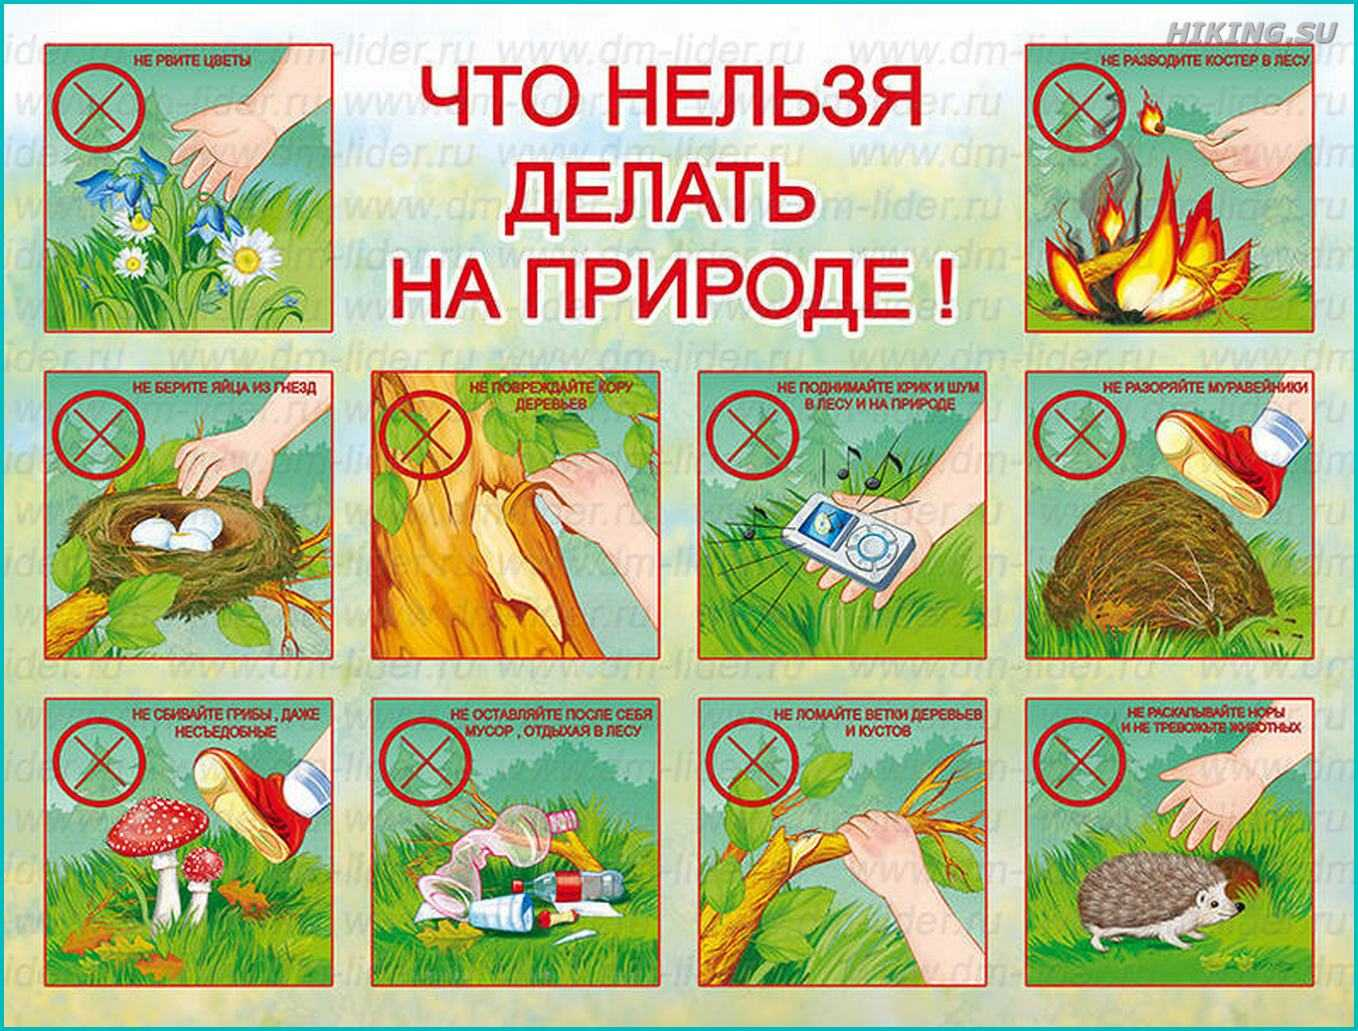 HIKING.SU
ЧТО НЕЛЬЗЯ
ДЕЛАТЬ
НА ПРИРОДЕ !
НЕ РВИТЕ ЦВЕТЫ
НЕ РАЗВОДИТЕ КОСТЕР В ЛЕСУ
НЕ БЕРИТЕ ЯЙЦА ИЗ ГНЕЗД
НЕ ПОВРЕЖДАЙТЕ КОРУ
ДЕРЕВЬЕВ
НЕ ПОДНИМАЙТЕ КРИК И ШУМ
В ЛЕСУ И НА ПРИРОДЕ
НЕ РАЗОРЯЙТЕ МУРАВЕЙНИКИ
НЕ СБИВАЙТЕ ГРИБЫ , ДАЖЕ
НЕСЪЕДОБНЫЕ
НЕ ОСТАВЛЯЙТЕ ПОСЛЕ СЕБЯ
МУСОР , ОТДЫХАЯ В ЛЕСУ
НЕ ЛОМАЙТЕ ВЕТКИ ДЕРЕВЬЕВ
И КУСТОВ
НЕ РАСКАПЫВАЙТЕ НОРЫ
И НЕ ТРЕВОЖЬТЕ ЖИВОТНЫХ
www.dm-lider.ru